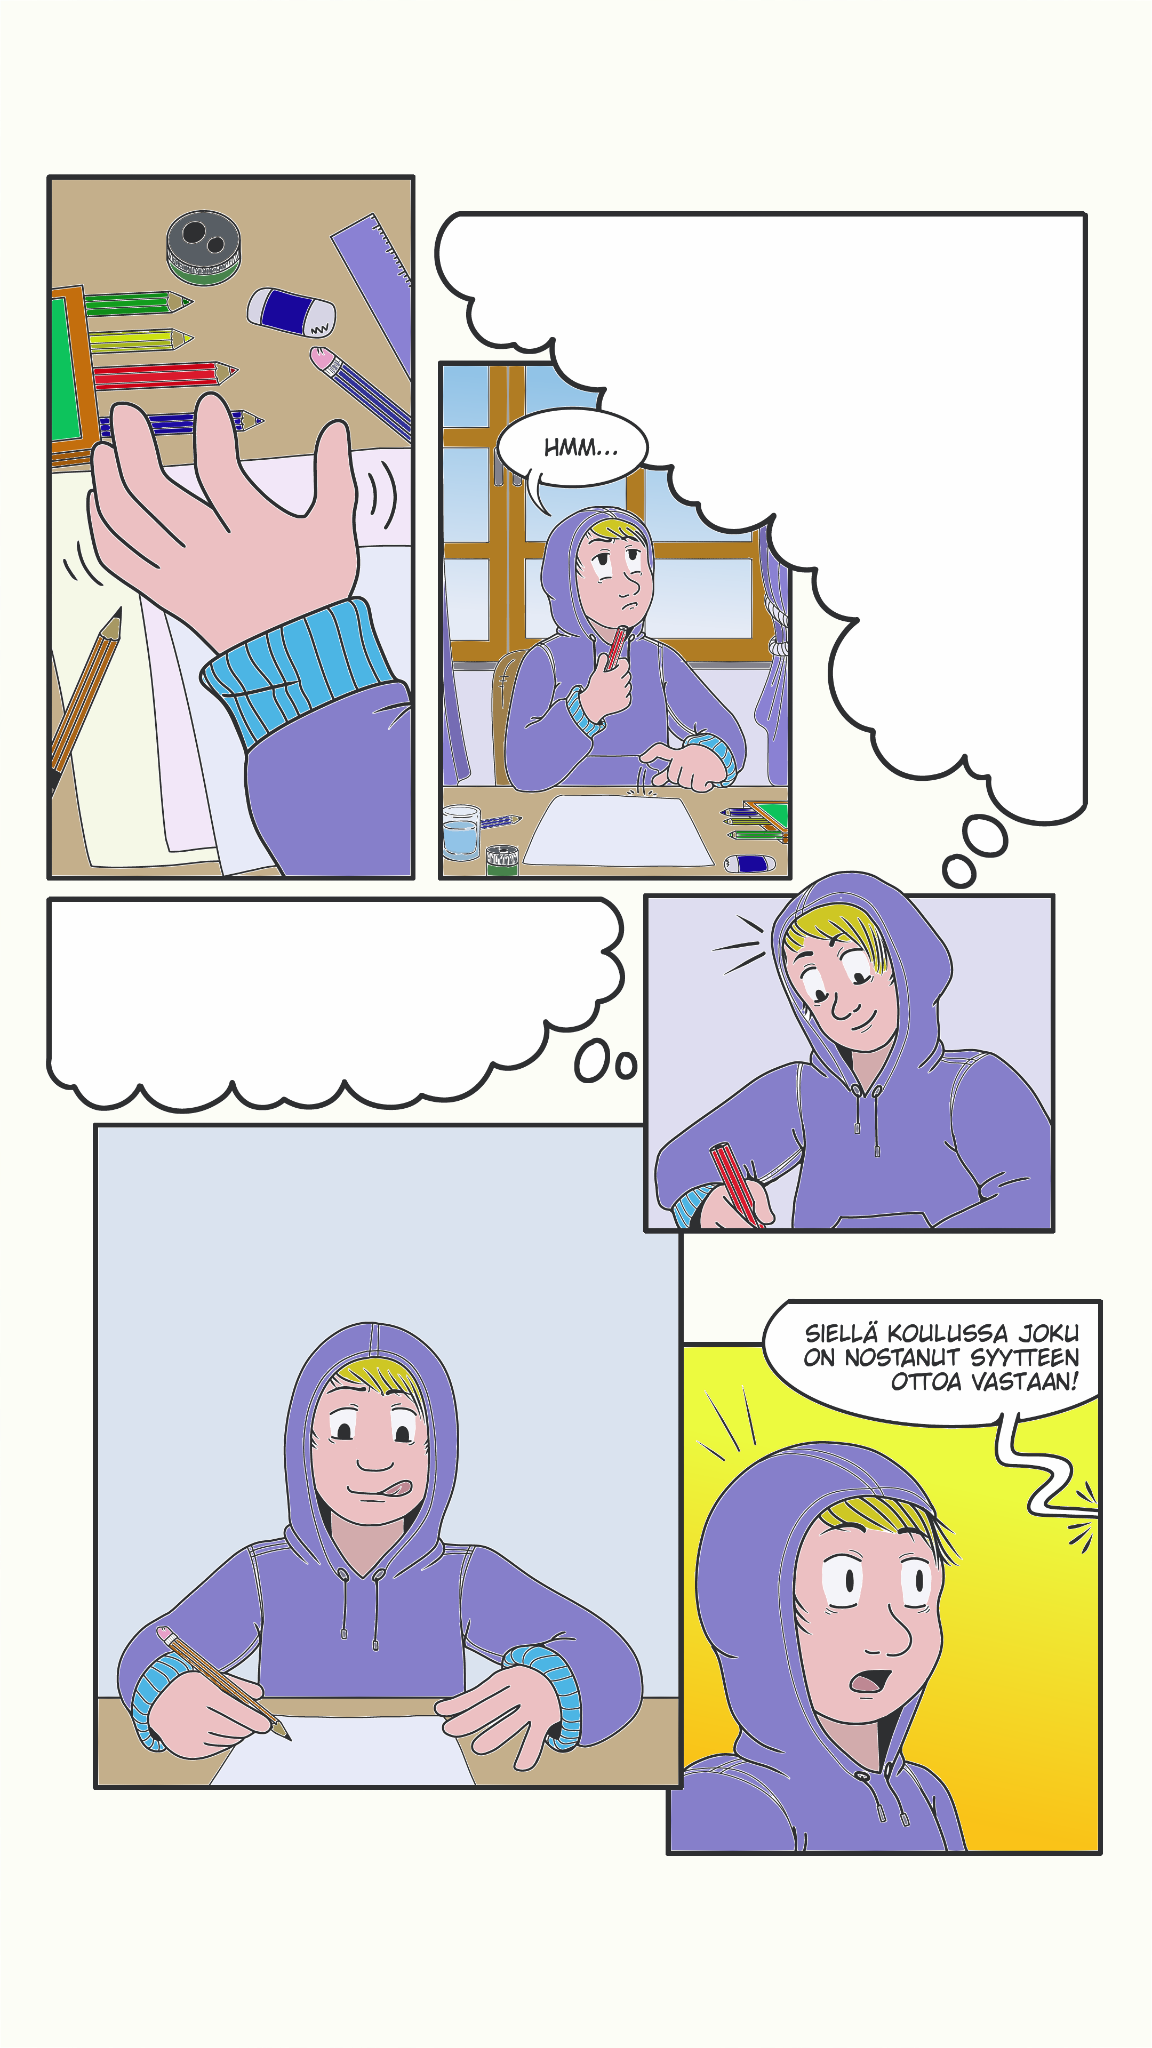 HMM...
SIELLÄ KOULUSSA JOKU
ON NOSTANUT SYYTTEEN
OTTOA VASTAAN!